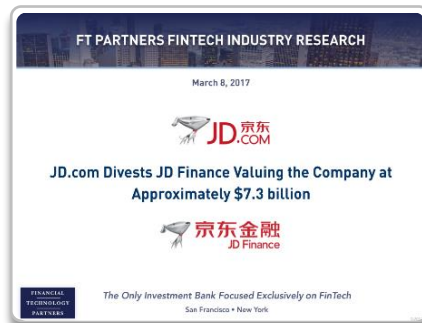 FT PARTNERS FINTECH INDUSTRY RESEARCH
March 8, 2017
JD.京东
.COM
JD.com Divests JD Finance Valuing the Company at
Approximately $7.3 billion
京东金融
JD Finance
FINANCIAL
TECHNOLOGY
PARTNERS
The Only Investment Bank Focused Exclusively on FinTech
San Francisco • New York